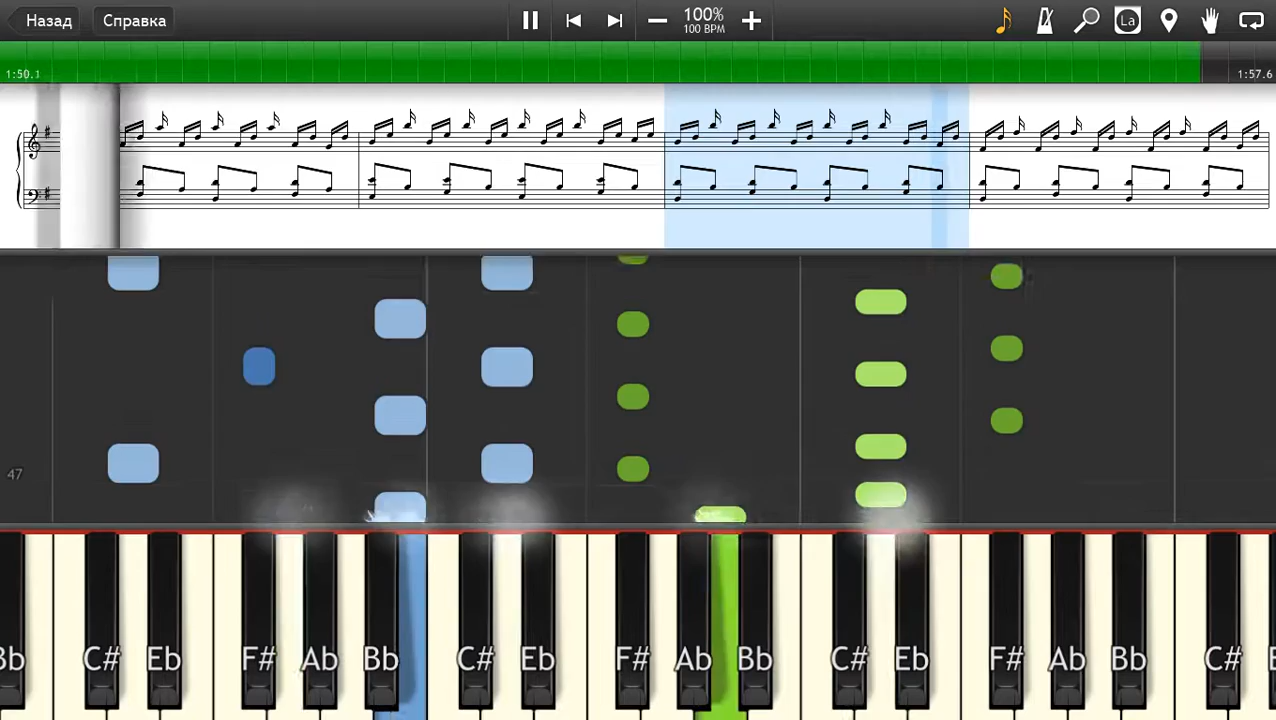 Назад Справка 100% La
100 BPM
1:50.1 1:57.6
47
Bb C# Eb F# Ab Bb C# Eb F# Ab Bb C# Eb F# Ab Bb C#